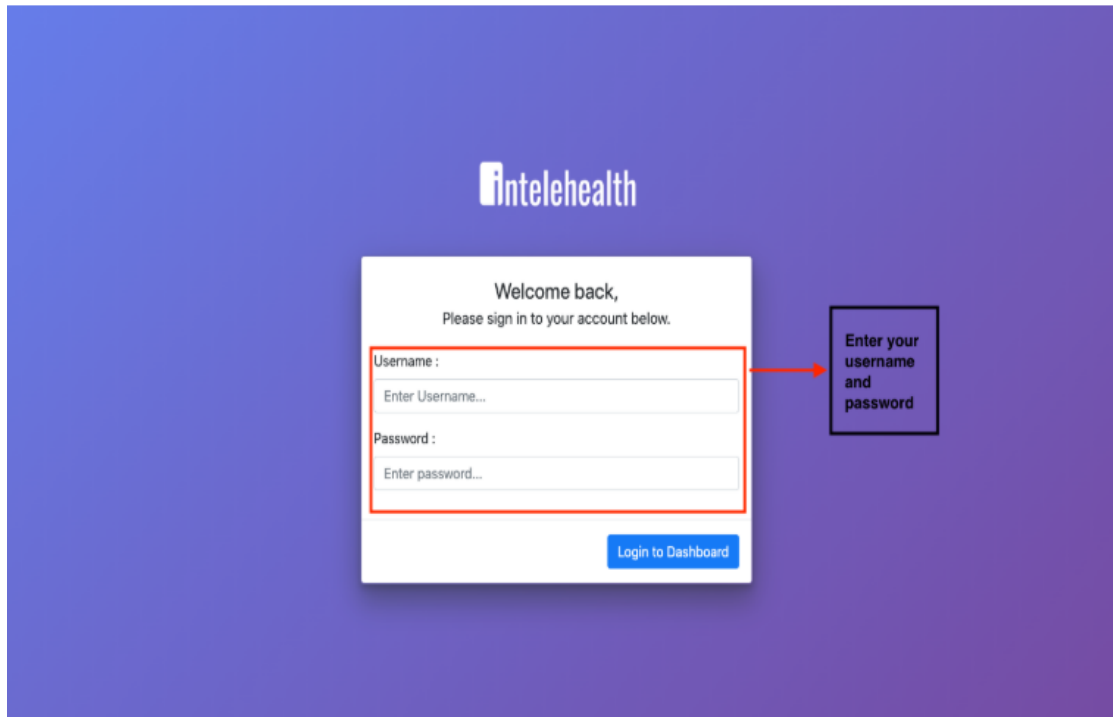 intelehealth
Welcome back,
Please sign in to your account below.
Username :
Enter Username...
Password :
Enter password...
Login to Dashboard
Enter your
username
and
password